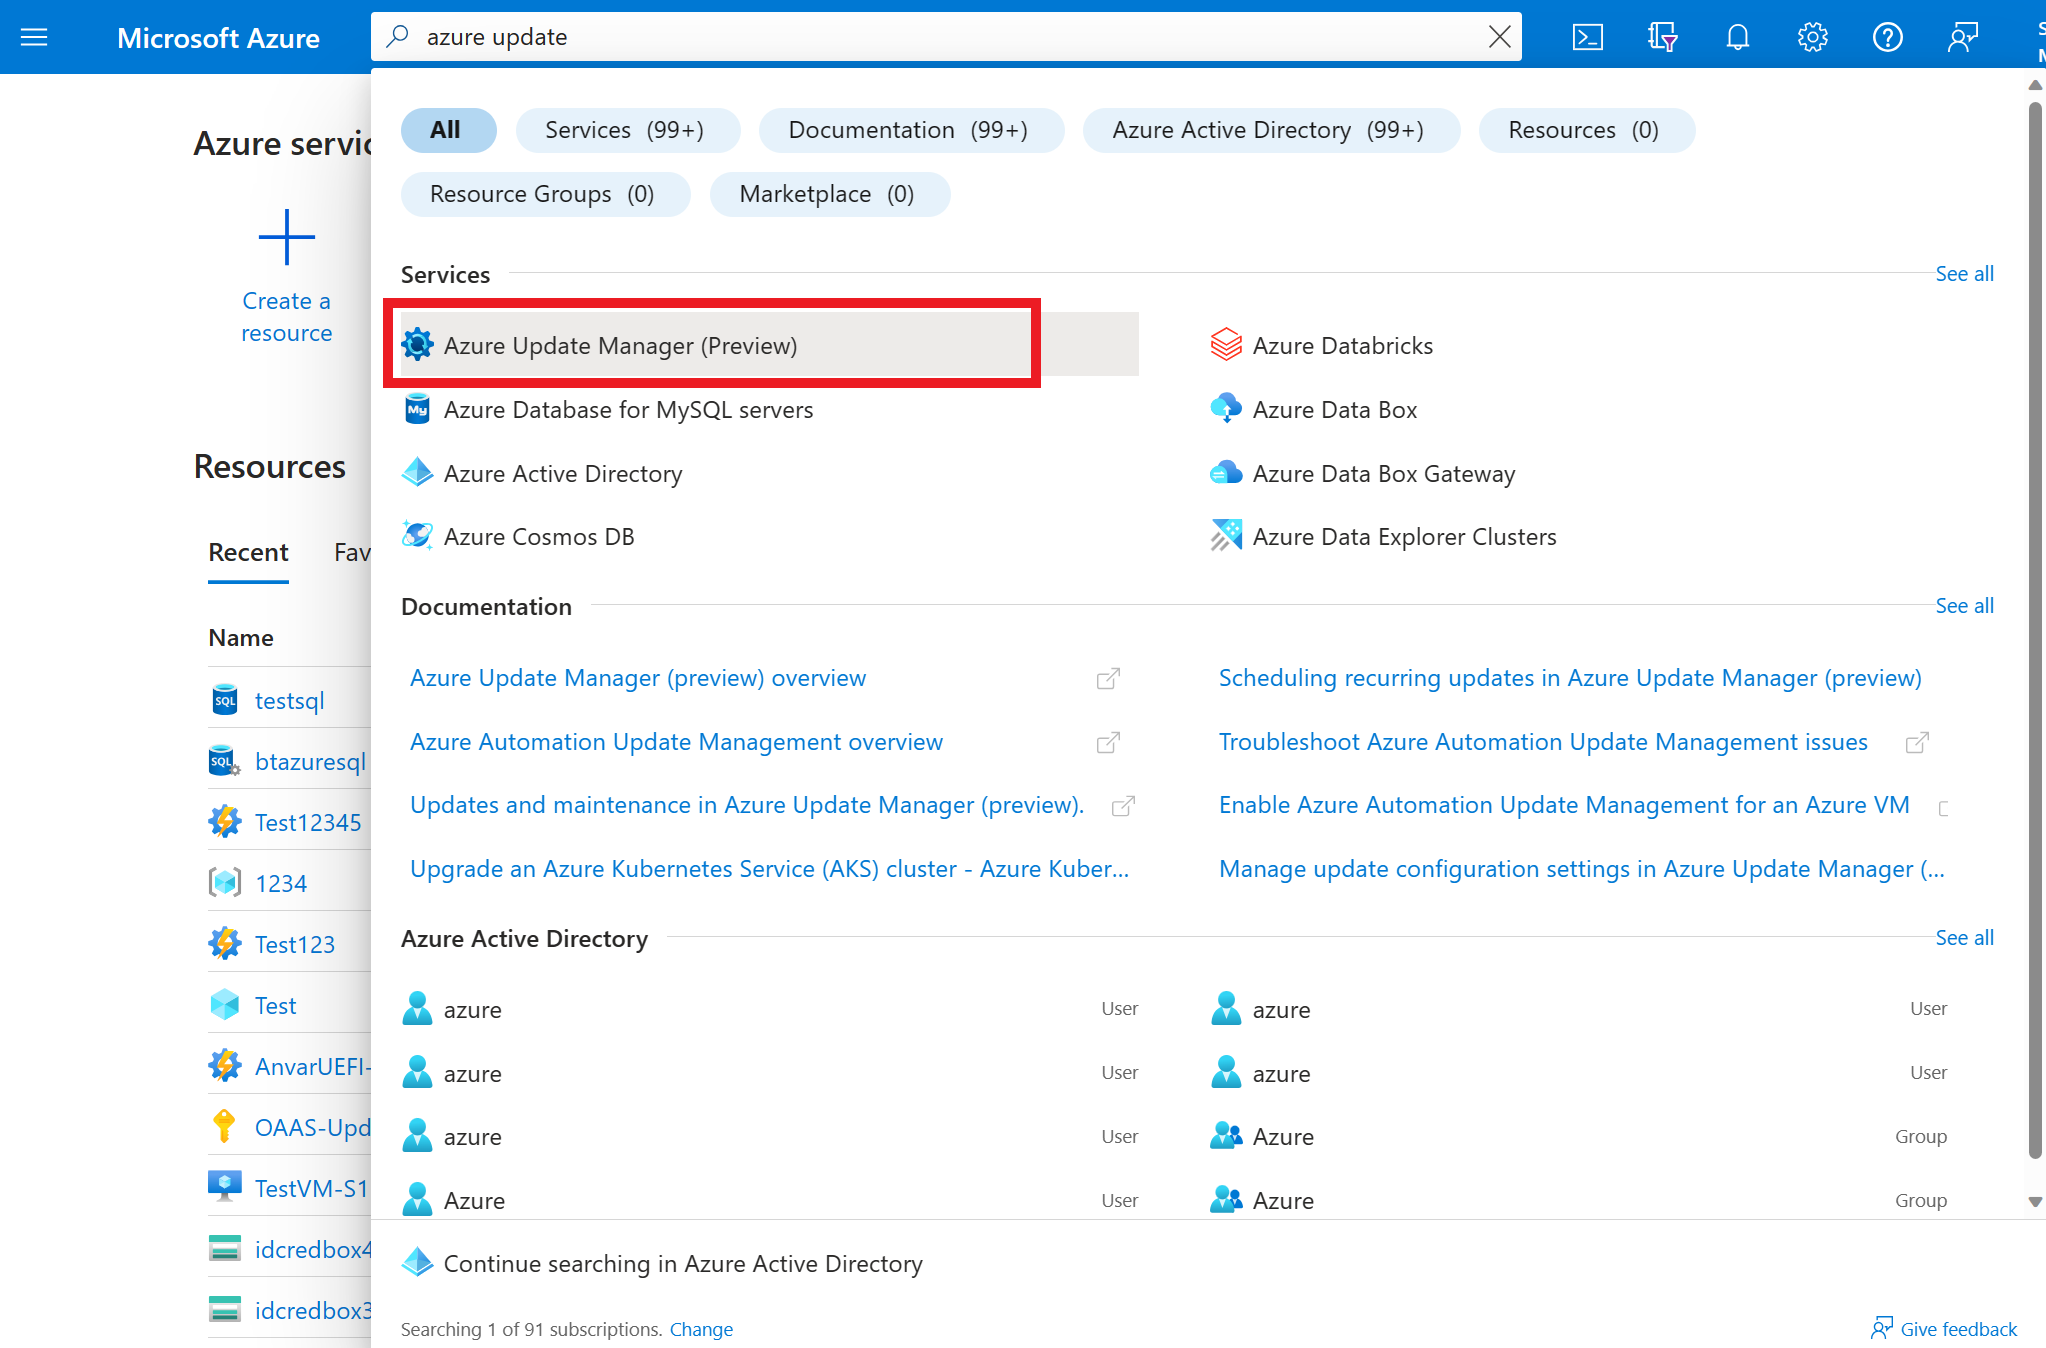 Microsoft Azure
azure update
S
M
All
Services (99+)
Documentation (99+)
Azure Active Directory (99+)
Resources (0)
Resource Groups (0)
Marketplace (0)
Azure servic
Create a
resource
Resources
Recent
Fav
Name
testsql
btazuresql
Test12345
1234
Test123
Test
AnvarUEFI-
OAAS-Upd
TestVM-S1
idcredbox4
idcredbox3
Services
See all
Azure Update Manager (Preview)
Azure Databricks
My
Azure Database for MySQL servers
Azure Data Box
Azure Active Directory
Azure Data Box Gateway
Azure Cosmos DB
Azure Data Explorer Clusters
Documentation
See all
Azure Update Manager (preview) overview
Scheduling recurring updates in Azure Update Manager (preview)
Azure Automation Update Management overview
Troubleshoot Azure Automation Update Management issues
Updates and maintenance in Azure Update Manager (preview).
Enable Azure Automation Update Management for an Azure VM
Upgrade an Azure Kubernetes Service (AKS) cluster - Azure Kuber...
Manage update configuration settings in Azure Update Manager (...
Azure Active Directory
See all
azure User
azure User
azure User
azure User
azure User
Azure Group
Azure User
Azure Group
Continue searching in Azure Active Directory
Searching 1 of 91 subscriptions. Change
Give feedback